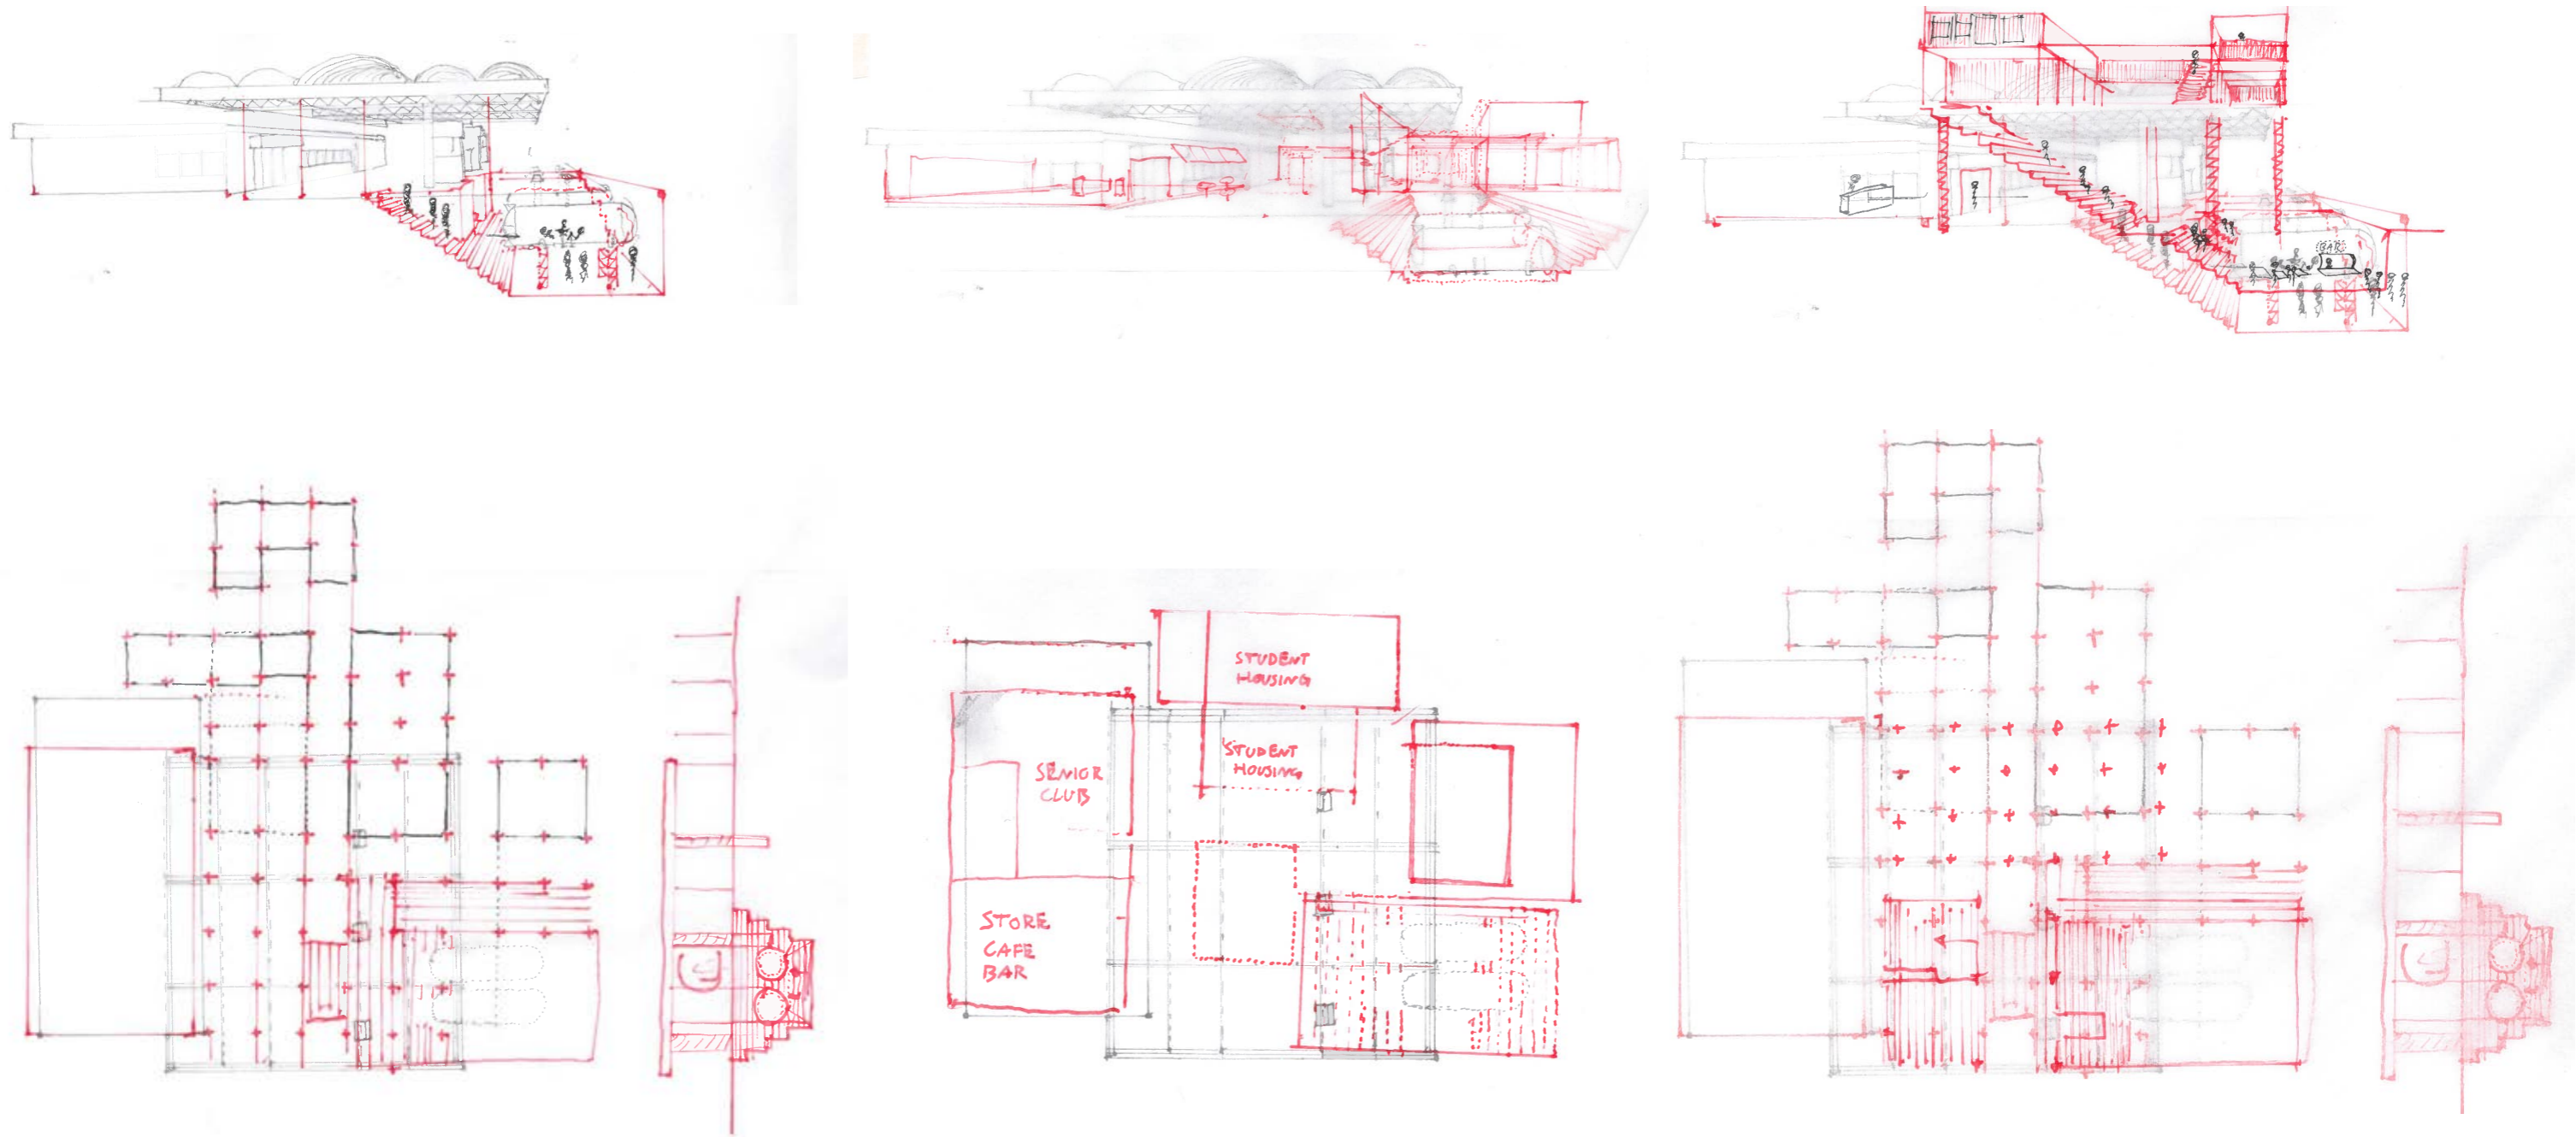 BAR
STUDENT
HOUSING
STUDENT
HOUSING
SENIOR
CLUB
STORE
CAFE
BAR